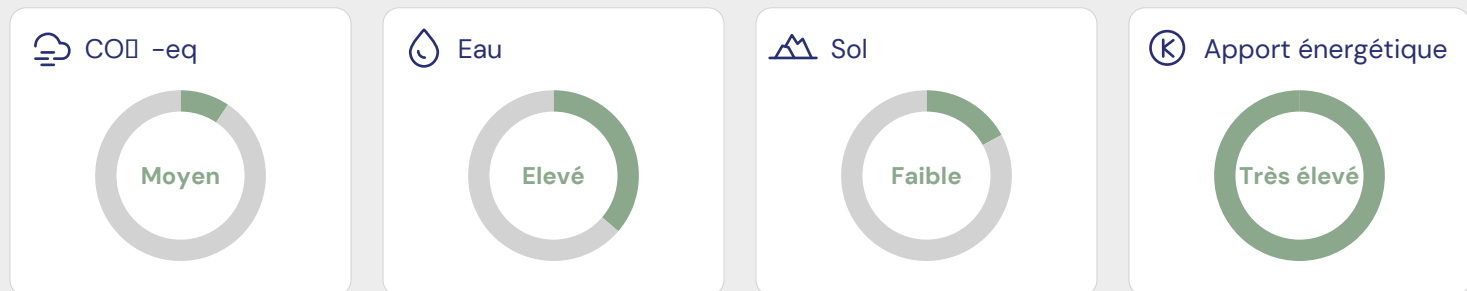 CO▯ -eq
Eau
Sol
Apport énergétique
Moyen
Elevé
Faible
Très élevé